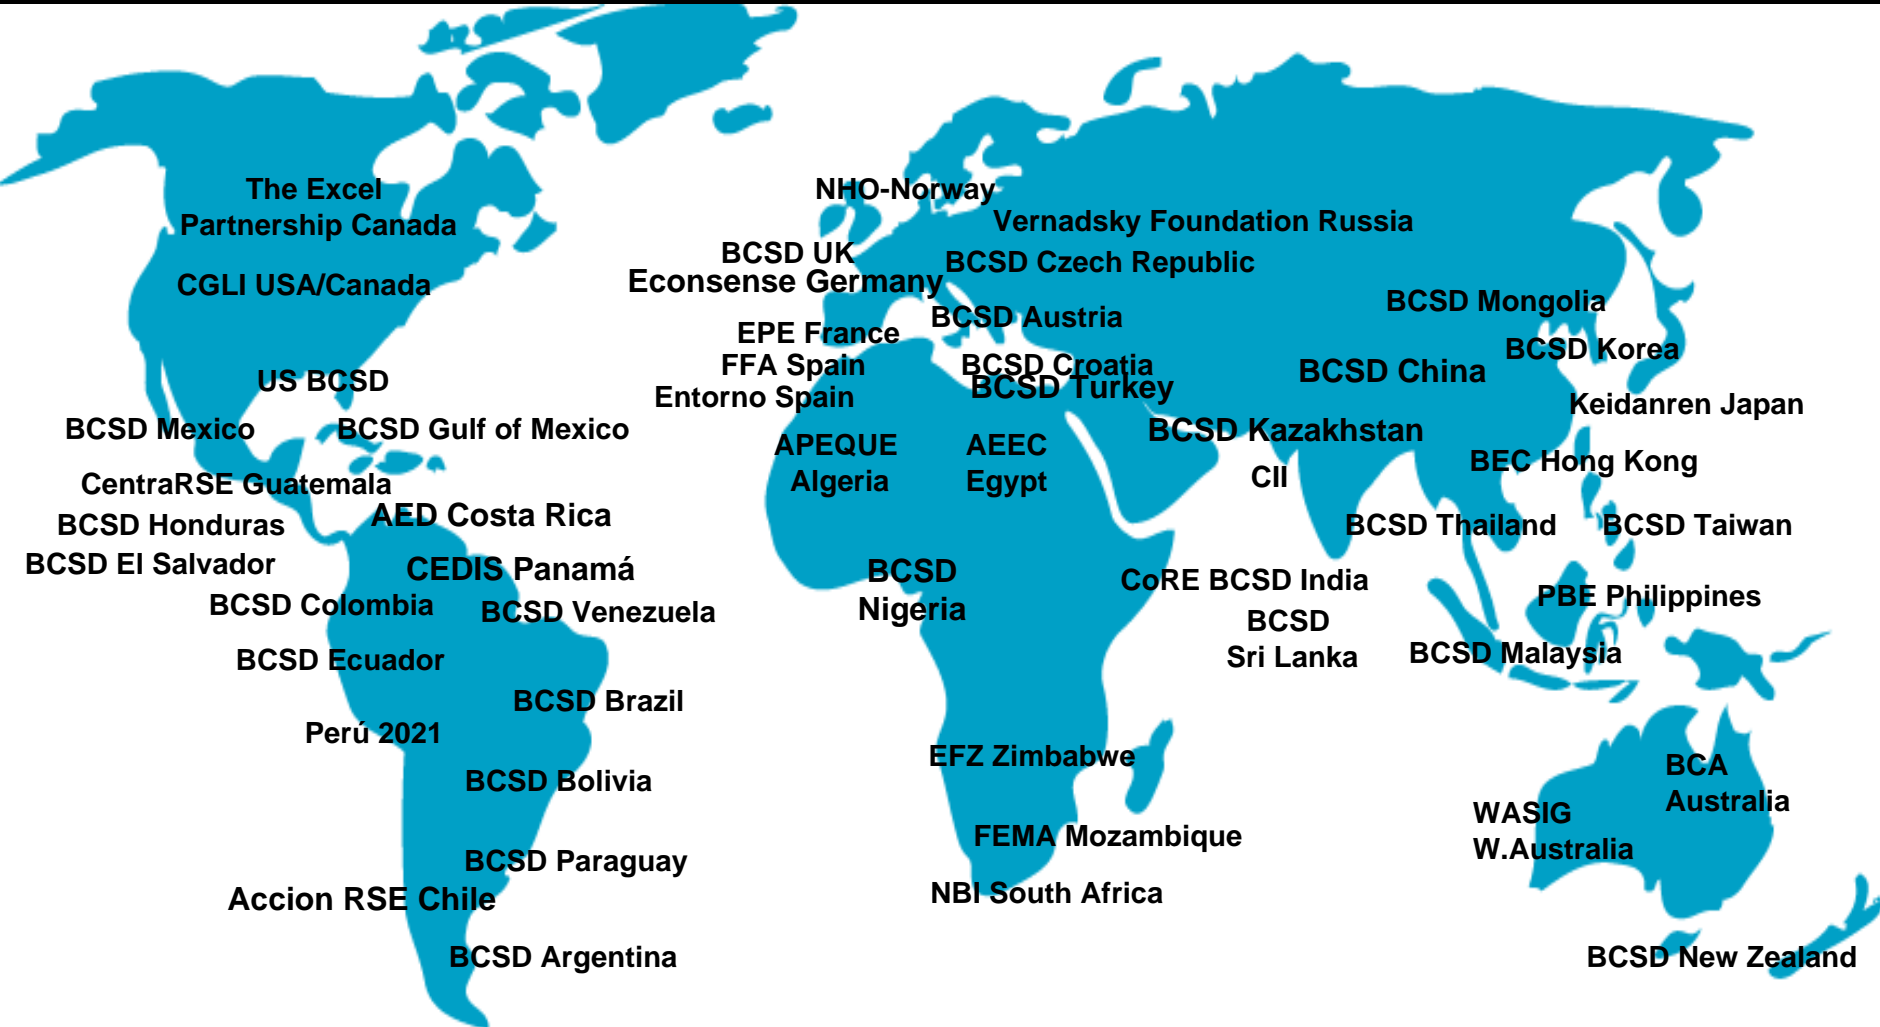 The Excel
Partnership Canada
CGLI USA/Canada
US BCSD
BCSD Mexico
BCSD Gulf of Mexico
CentraRSE Guatemala
AED Costa Rica
BCSD Honduras
BCSD El Salvador
CEDIS Panamá
BCSD Colombia
BCSD Venezuela
BCSD Ecuador
BCSD Brazil
Perú 2021
BCSD Bolivia
BCSD Paraguay
Accion RSE Chile
BCSD Argentina
NHO-Norway
Vernadsky Foundation Russia
BCSD UK
BCSD Czech Republic
Econsense Germany
BCSD Austria
EPE France
FFA Spain
BCSD Croatia
BCSD Turkey
Entorno Spain
APEQUE
Algeria
AEEC
Egypt
BCSD
Nigeria
EFZ Zimbabwe
FEMA Mozambique
NBI South Africa
BCSD Mongolia
BCSD Korea
BCSD China
Keidanren Japan
BCSD Kazakhstan
CII
BEC Hong Kong
BCSD Thailand
BCSD Taiwan
CoRE BCSD India
PBE Philippines
BCSD
Sri Lanka
BCSD Malaysia
BCA
Australia
WASIG
W.Australia
BCSD New Zealand